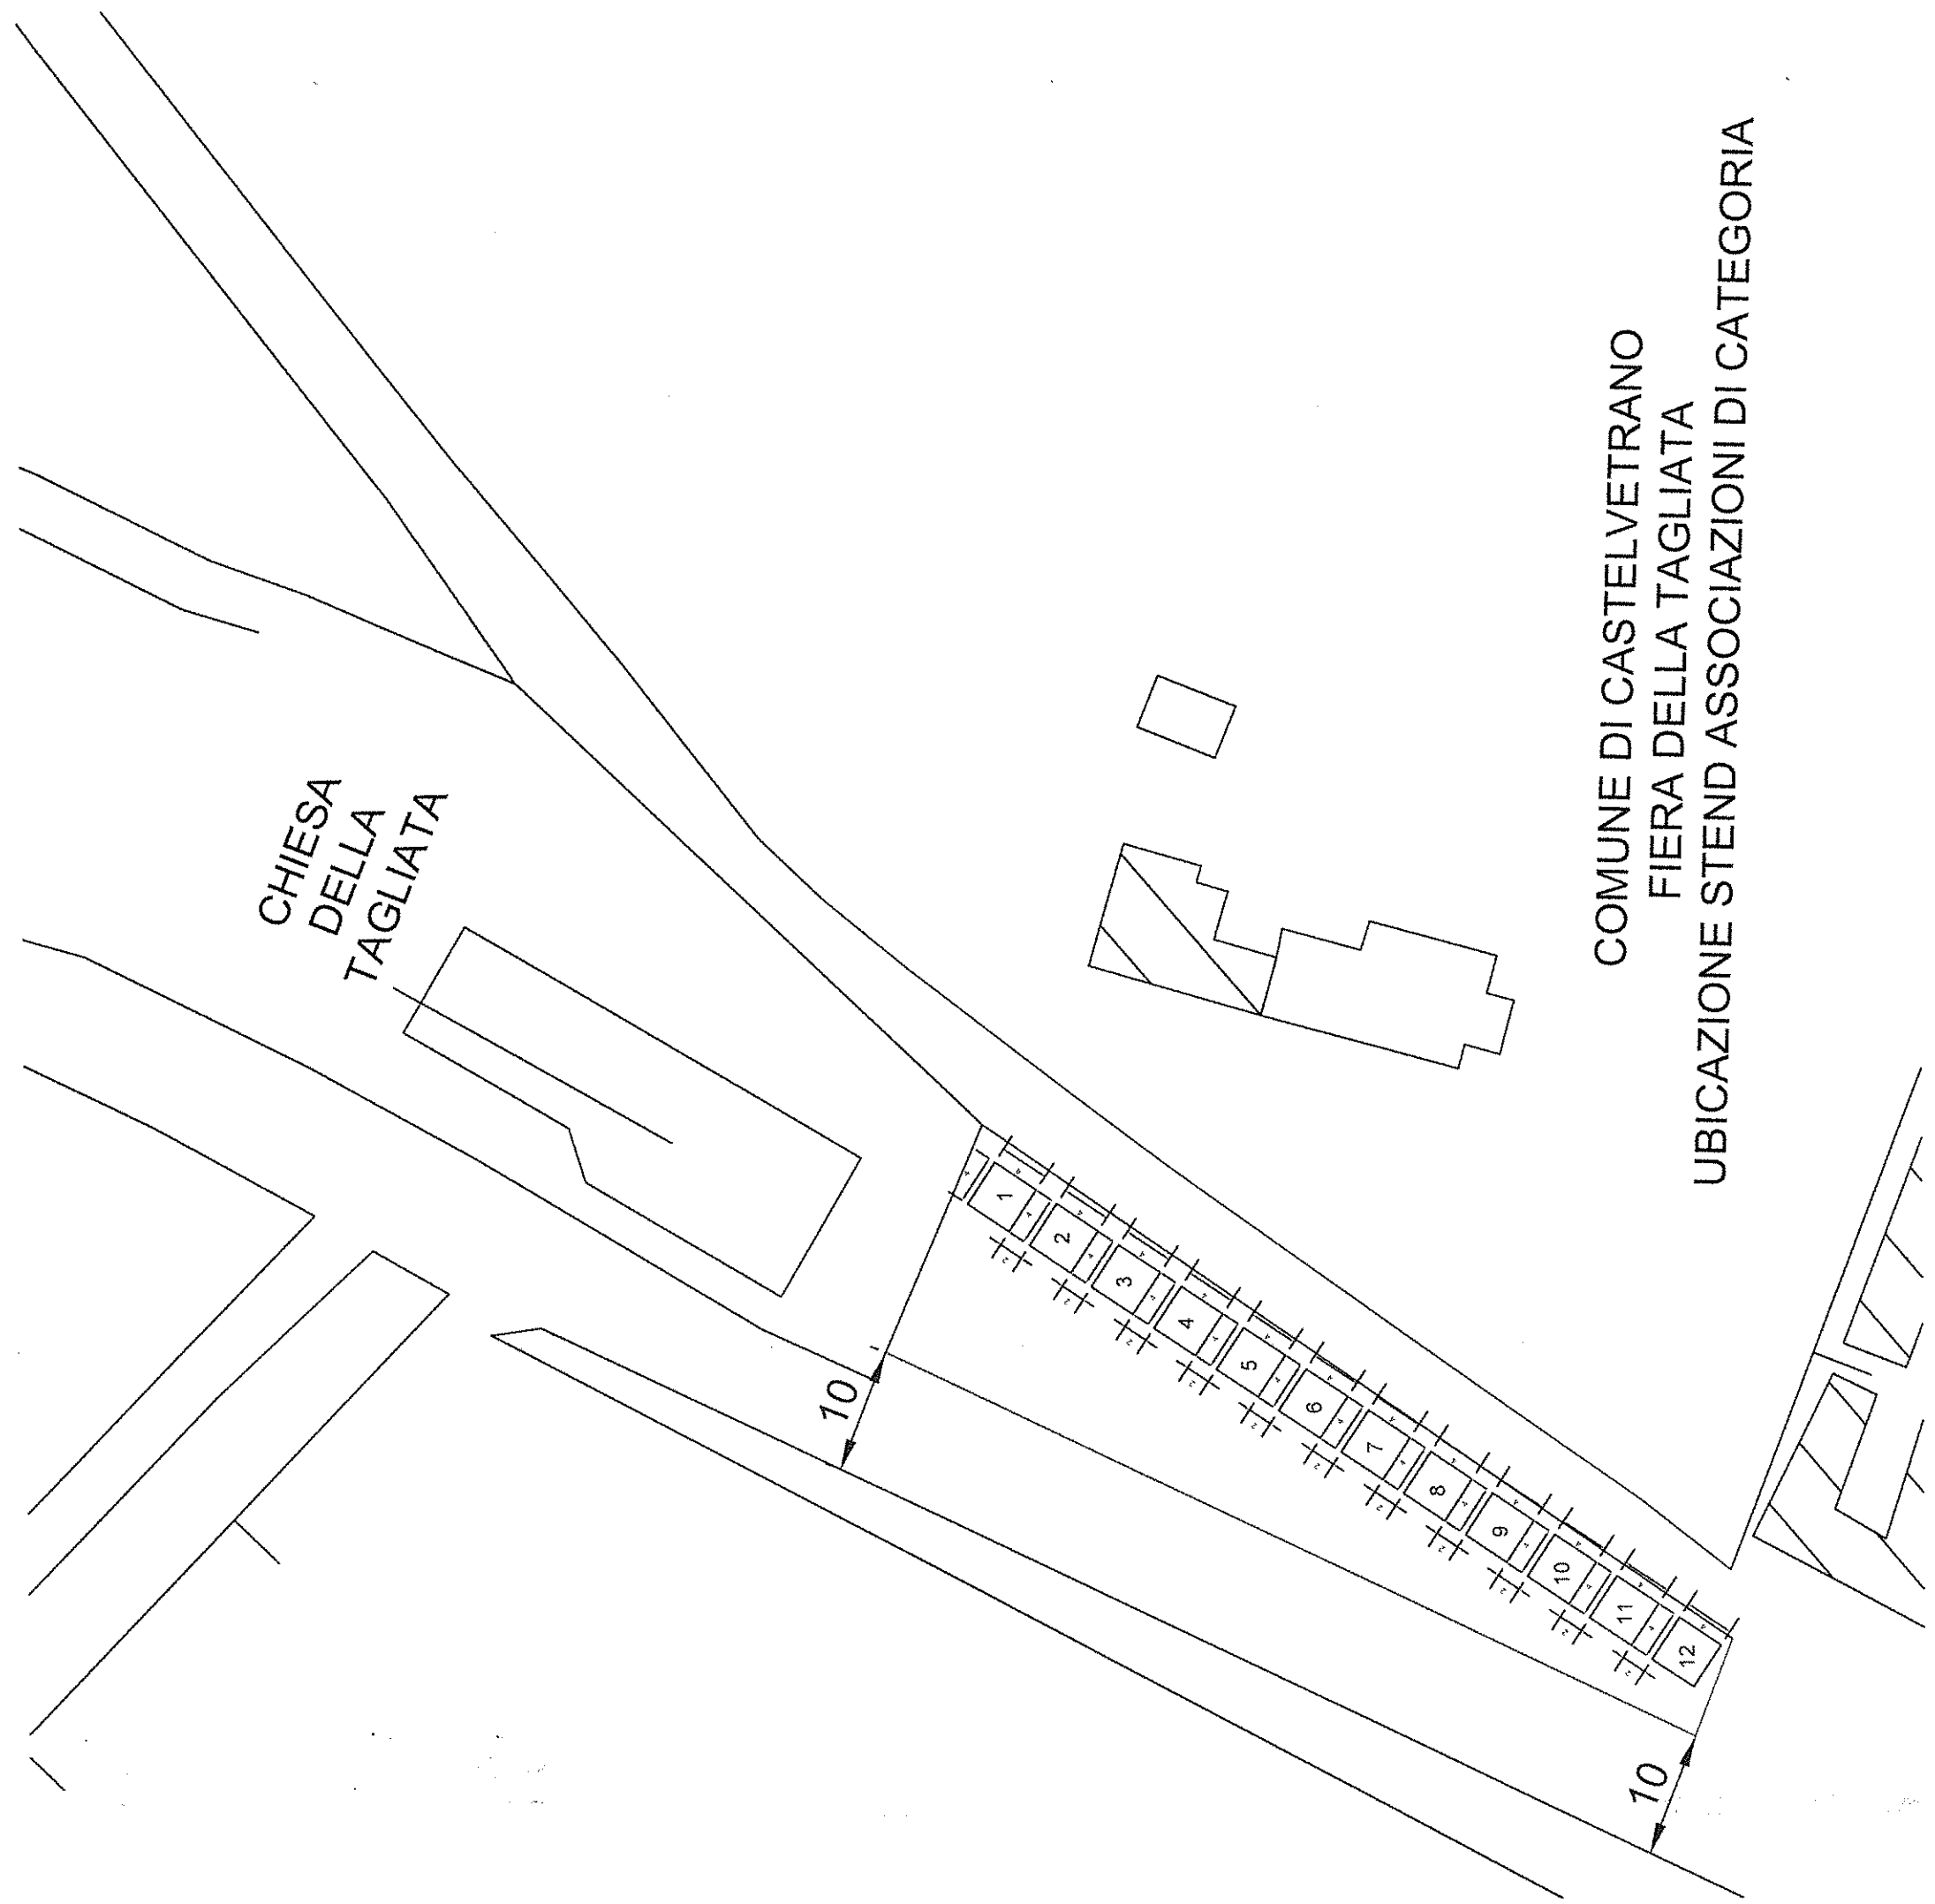 CHIESA
DELLA
TAGLIATA
10
1
2
3
4
5
6
7
8
9
10
11
12
10
COMUNE DI CASTELVETRANO
FIERA DELLA TAGLIATA
UBICAZIONE STEND ASSOCIAZIONI DI CATEGORIA